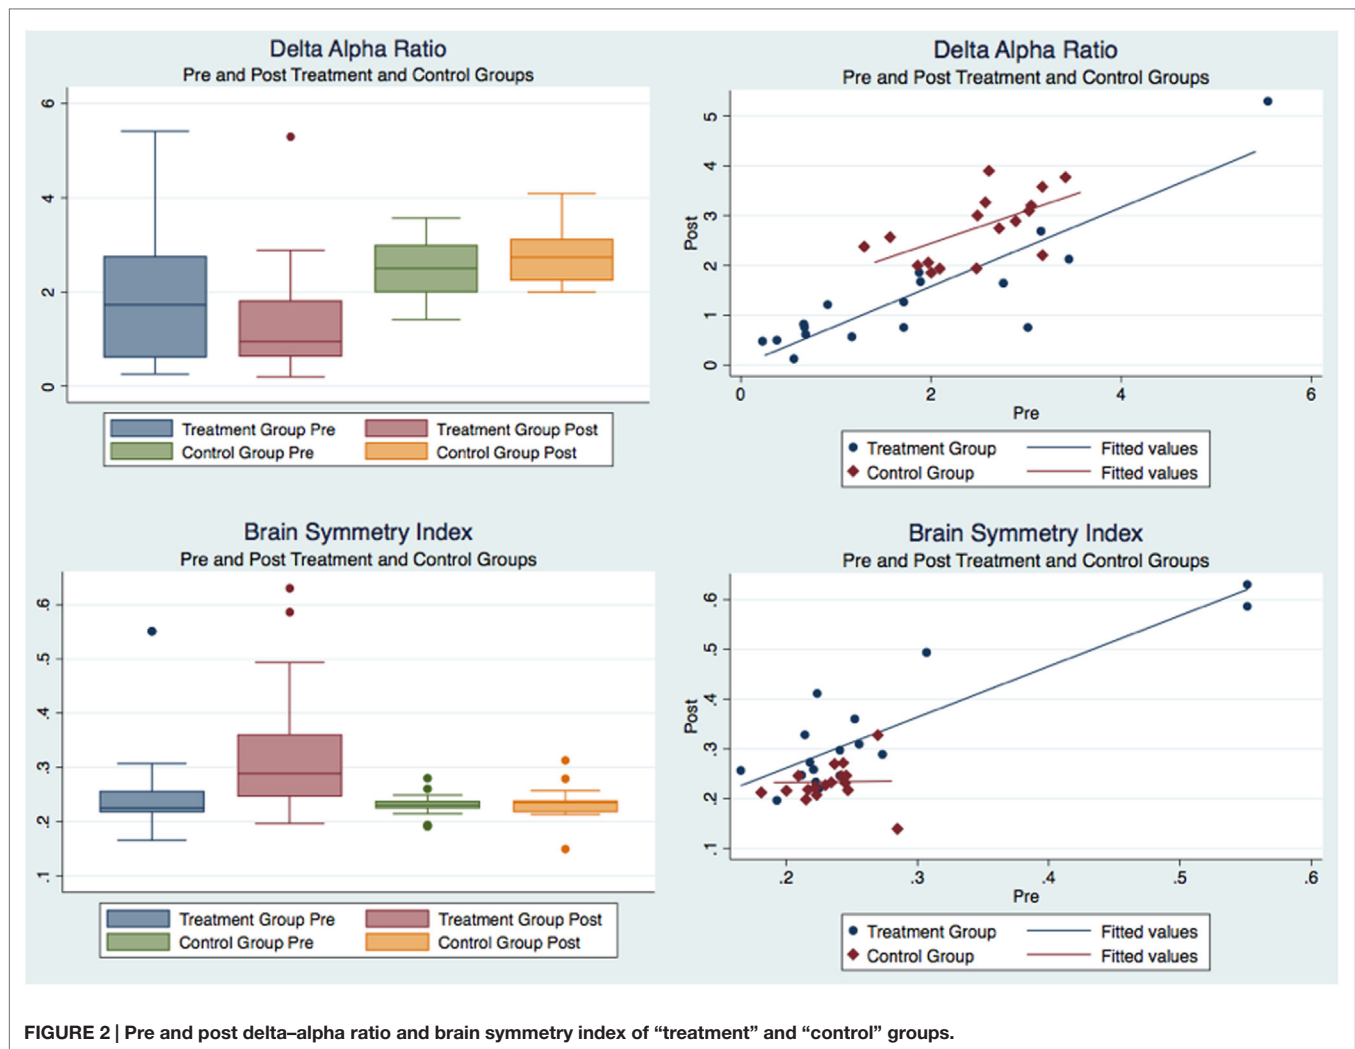 Delta Alpha Ratio
Pre and Post Treatment and Control Groups
6
4
2
0
Treatment Group Pre
Treatment Group Post
Control Group Pre
Control Group Post
Delta Alpha Ratio
Pre and Post Treatment and Control Groups
5
4
3
2
1
0
Post
0 2 4 6
Pre
Treatment Group
Fitted values
Control Group
Fitted values
Brain Symmetry Index
Pre and Post Treatment and Control Groups
.6
.5
.4
.3
.2
.1
Treatment Group Pre
Treatment Group Post
Control Group Pre
Control Group Post
Brain Symmetry Index
Pre and Post Treatment and Control Groups
.6
.5
.4
.3
.2
.1
Post
.2 .3 .4 .5 .6
Pre
Treatment Group
Fitted values
Control Group
Fitted values
FIGURE 2 | Pre and post delta–alpha ratio and brain symmetry index of “treatment” and “control” groups.